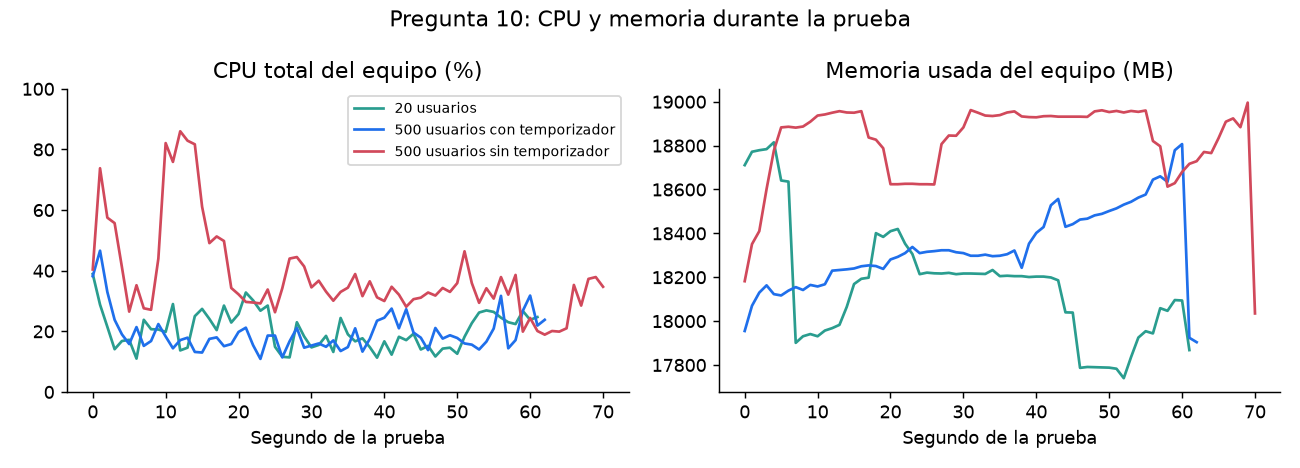 Pregunta 10: CPU y memoria durante la prueba
CPU total del equipo (%)
100
80
60
40
20
0
20 usuarios
500 usuarios con temporizador
500 usuarios sin temporizador
0 10 20 30 40 50 60 70
Segundo de la prueba
Memoria usada del equipo (MB)
19000
18800
18600
18400
18200
18000
17800
0 10 20 30 40 50 60 70
Segundo de la prueba